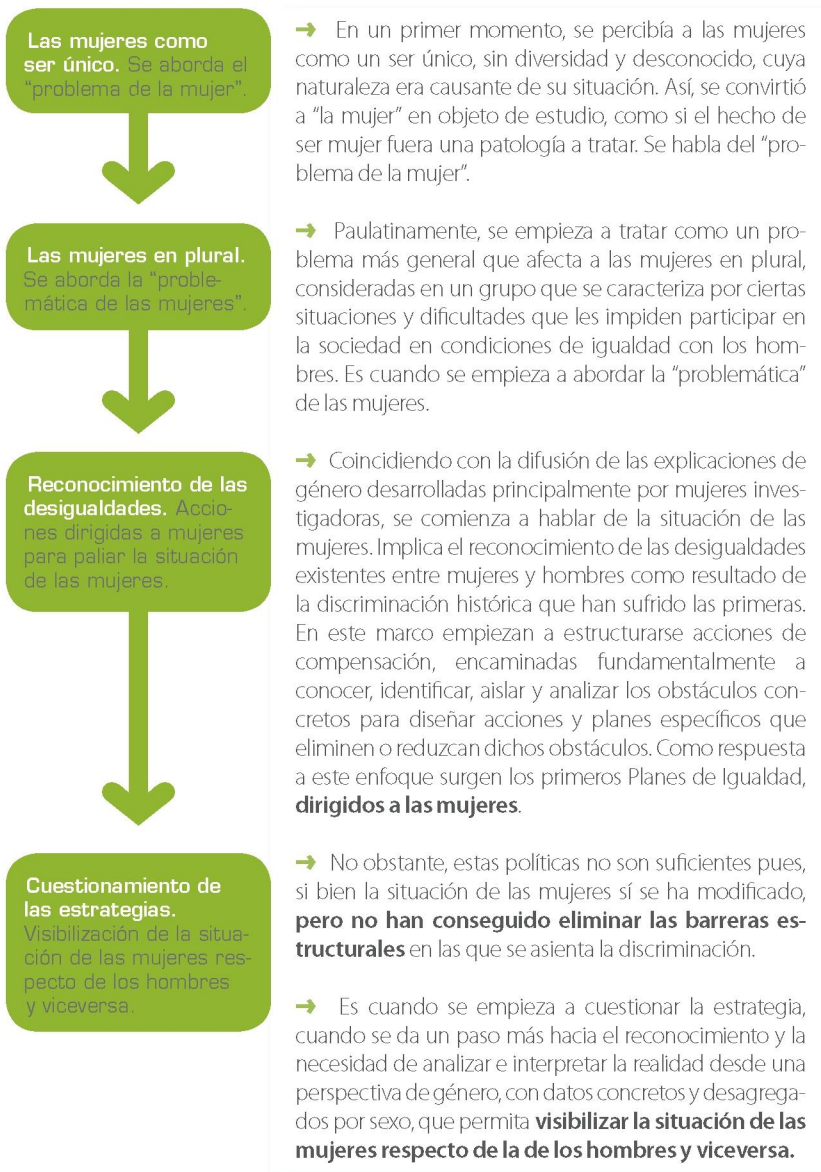 Las mujeres como
ser único. Se aborda el
“problema de la mujer”.
➞ En un primer momento, se percibía a las mujeres
como un ser único, sin diversidad y desconocido, cuya
naturaleza era causante de su situación. Así, se convirtió
a “la mujer” en objeto de estudio, como si el hecho de
ser mujer fuera una patología a tratar. Se habla del “pro-
blema de la mujer”.
Las mujeres en plural.
Se aborda la “proble-
mática de las mujeres”.
➞ Paulatinamente, se empieza a tratar como un pro-
blema más general que afecta a las mujeres en plural,
consideradas en un grupo que se caracteriza por ciertas
situaciones y dificultades que les impiden participar en
la sociedad en condiciones de igualdad con los hom-
bres. Es cuando se empieza a abordar la “problemática”
de las mujeres.
Reconocimiento de las
desigualdades. Accio-
nes dirigidas a mujeres
para paliar la situación
de las mujeres.
➞ Coincidiendo con la difusión de las explicaciones de
género desarrolladas principalmente por mujeres inves-
tigadoras, se comienza a hablar de la situación de las
mujeres. Implica el reconocimiento de las desigualdades
existentes entre mujeres y hombres como resultado de
la discriminación histórica que han sufrido las primeras.
En este marco empiezan a estructurarse acciones de
compensación, encaminadas fundamentalmente a
conocer, identificar, aislar y analizar los obstáculos con-
cretos para diseñar acciones y planes específicos que
eliminen o reduzcan dichos obstáculos. Como respuesta
a este enfoque surgen los primeros Planes de Igualdad,
dirigidos a las mujeres.
Cuestionamiento de
las estrategias.
Visibilización de la situa-
ción de las mujeres res-
pecto de los hombres
y viceversa.
➞ No obstante, estas políticas no son suficientes pues,
si bien la situación de las mujeres sí se ha modificado,
pero no han conseguido eliminar las barreras es-
tructurales en las que se asienta la discriminación.
➞ Es cuando se empieza a cuestionar la estrategia,
cuando se da un paso más hacia el reconocimiento y la
necesidad de analizar e interpretar la realidad desde una
perspectiva de género, con datos concretos y desagrega-
dos por sexo, que permita visibilizar la situación de las
mujeres respecto de la de los hombres y viceversa.